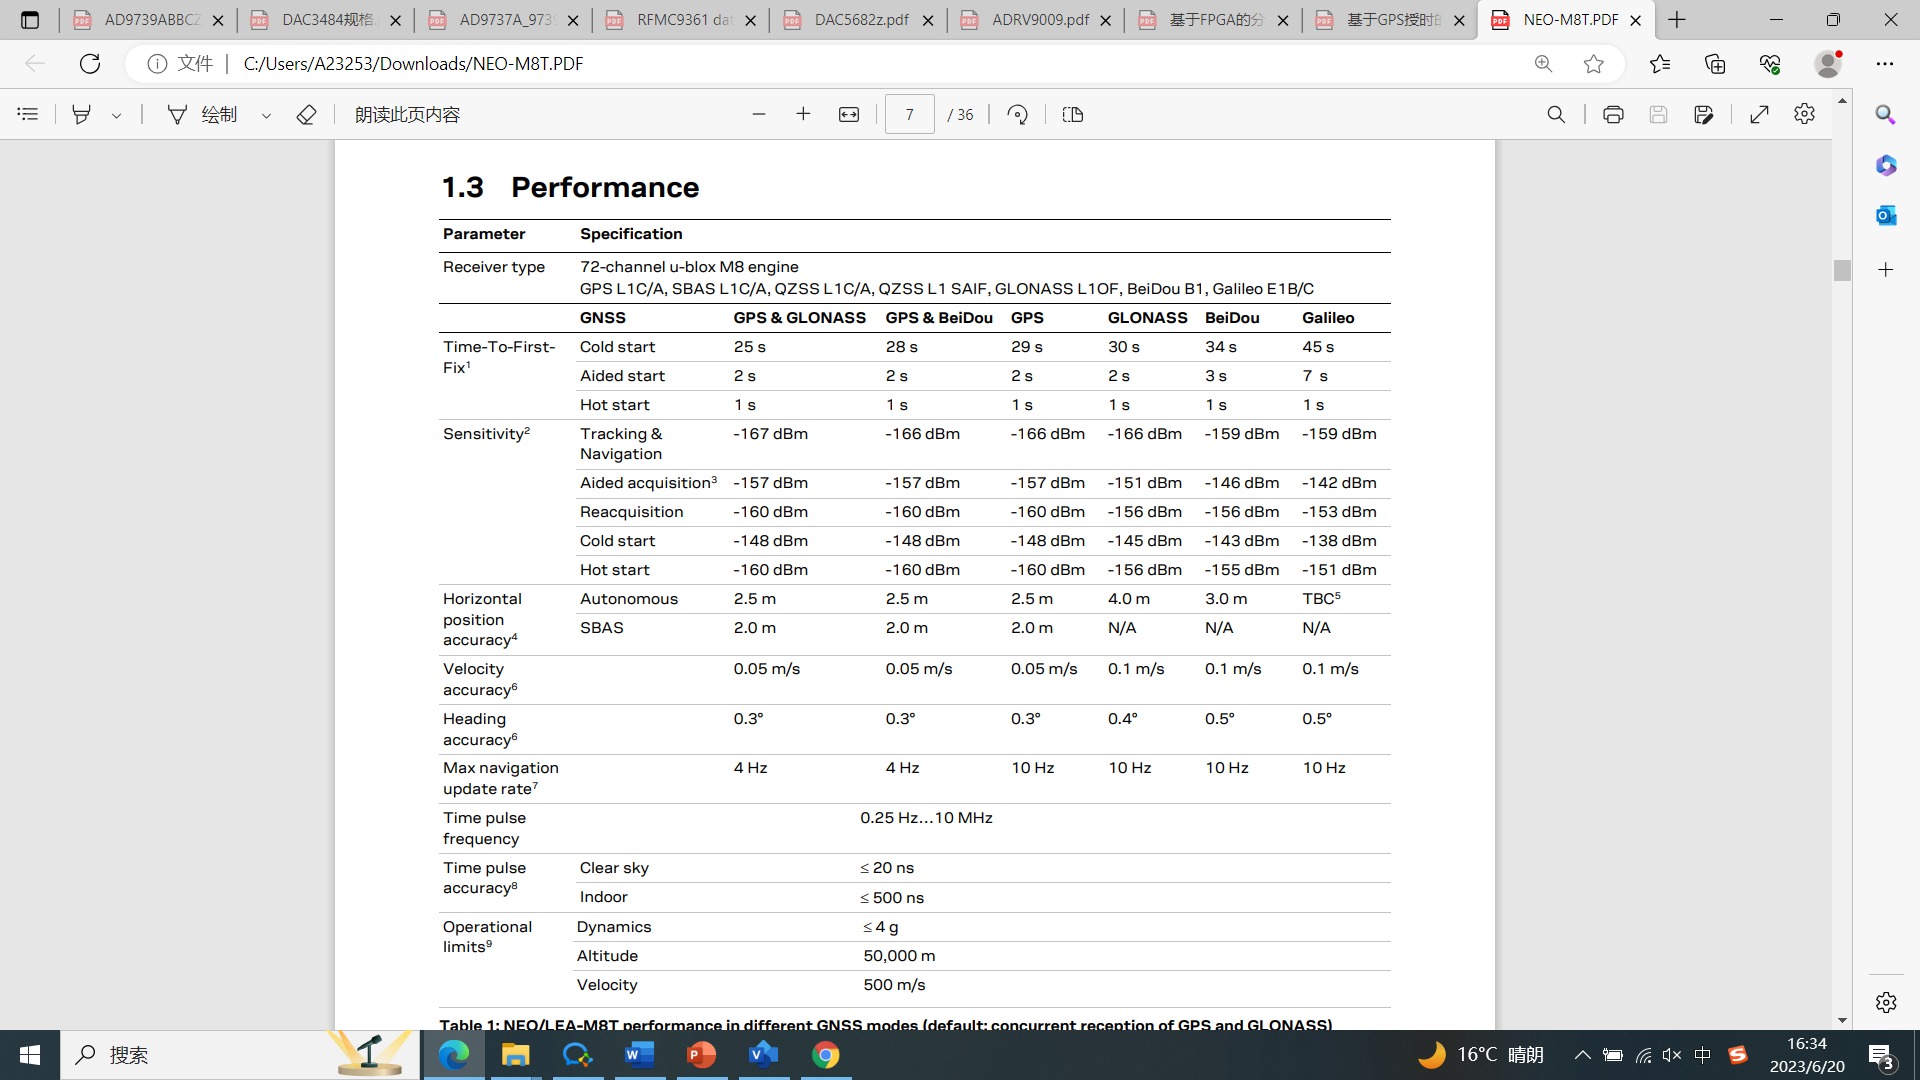 AD9739ABBCZ
DAC3484规格.
AD9737A_9739
RFMC9361 dat
DAC5682z.pdf
ADRV9009.pdf
基于FPGA的分
基于GPS授时的
NEO-M8T.PDF
文件 C:/Users/A23253/Downloads/NEO-M8T.PDF
绘制 朗读此页内容 7 / 36
1.3 Performance
Parameter Specification
Receiver type 72-channel u-blox M8 engine
GPS L1C/A, SBAS L1C/A, QZSS L1C/A, QZSS L1 SAIF, GLONASS L1OF, BeiDou B1, Galileo E1B/C
GNSS GPS & GLONASS GPS & BeiDou GPS GLONASS BeiDou Galileo
Time-To-First- Cold start 25 s 28 s 29 s 30 s 34 s 45 s
Fix1
Aided start 2 s 2 s 2 s 2 s 3 s 7 s
Hot start 1 s 1 s 1 s 1 s 1 s 1 s
Sensitivity2 Tracking & -167 dBm -166 dBm -166 dBm -166 dBm -159 dBm -159 dBm
Navigation
Aided acquisition3 -157 dBm -157 dBm -157 dBm -151 dBm -146 dBm -142 dBm
Reacquisition -160 dBm -160 dBm -160 dBm -156 dBm -156 dBm -153 dBm
Cold start -148 dBm -148 dBm -148 dBm -145 dBm -143 dBm -138 dBm
Hot start -160 dBm -160 dBm -160 dBm -156 dBm -155 dBm -151 dBm
Horizontal Autonomous 2.5 m 2.5 m 2.5 m 4.0 m 3.0 m TBC5
position
SBAS 2.0 m 2.0 m 2.0 m N/A N/A N/A
accuracy4
Velocity 0.05 m/s 0.05 m/s 0.05 m/s 0.1 m/s 0.1 m/s 0.1 m/s
accuracy6
Heading 0.3° 0.3° 0.3° 0.4° 0.5° 0.5°
accuracy6
Max navigation 4 Hz 4 Hz 10 Hz 10 Hz 10 Hz 10 Hz
update rate7
Time pulse 0.25 Hz…10 MHz
frequency
Time pulse Clear sky ≤ 20 ns
accuracy8
Indoor ≤ 500 ns
Operational Dynamics ≤ 4 g
limits9
Altitude 50,000 m
Velocity 500 m/s
Table 1: NEO/LEA-M8T performance in different GNSS modes (default: concurrent reception of GPS and GLONASS)
搜索
16°C 晴朗
中
16:34
2023/6/20
3